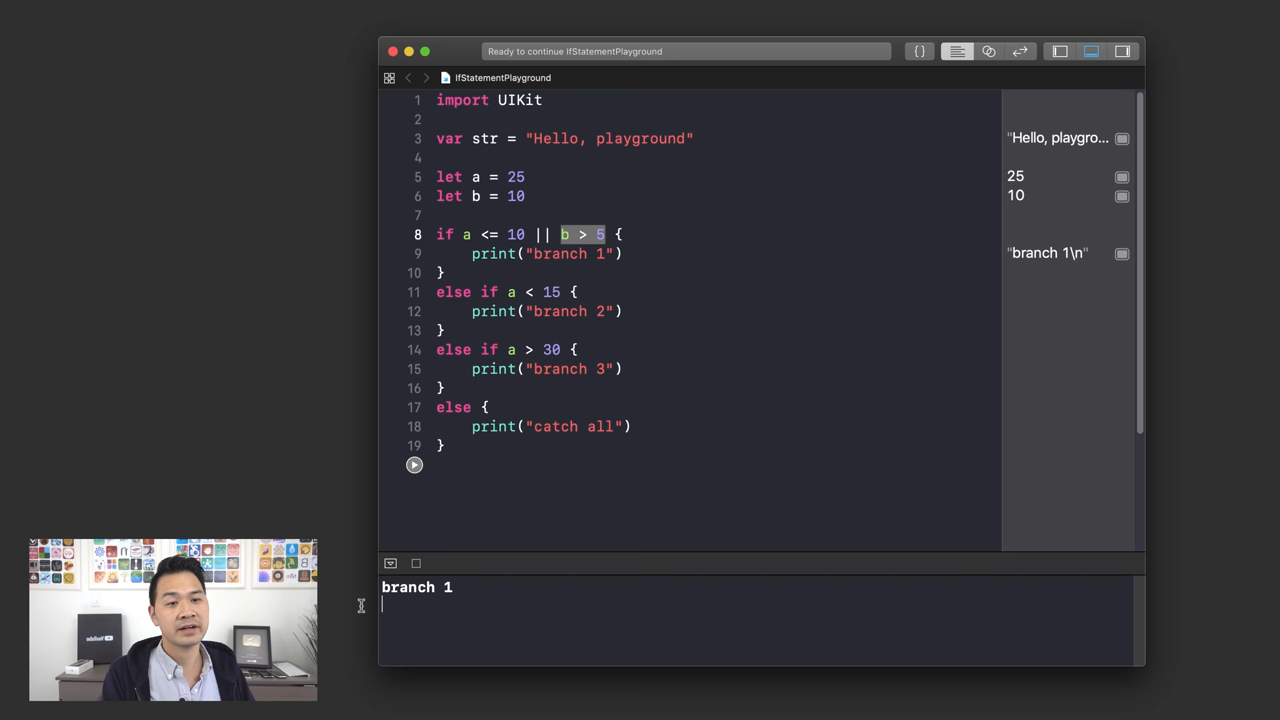 Ready to continue IfStatementPlayground
{}
IfStatementPlayground
1 import UIKit
2
3 var str = "Hello, playground"
"Hello, playgro...
4
5 let a = 25
25
6 let b = 10
10
7
8 if a <= 10 || b > 5 {
9 print("branch 1")
"branch 1\n"
10 }
11 else if a < 15 {
12 print("branch 2")
13 }
14 else if a > 30 {
15 print("branch 3")
16 }
17 else {
18 print("catch all")
19 }
branch 1
YouTube